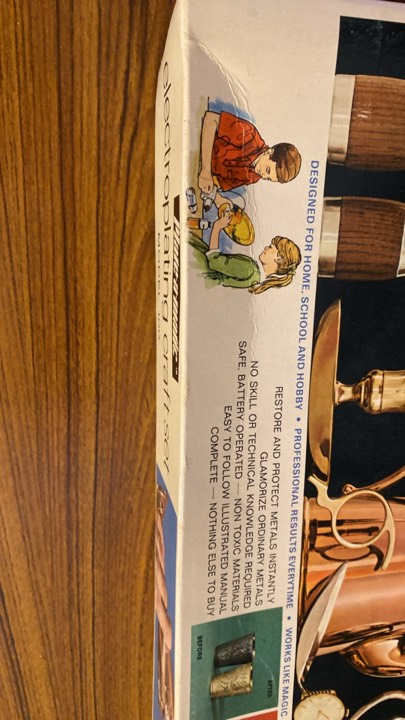 DESIGNED FOR HOME, SCHOOL AND HOBBY • PROFESSIONAL RESULTS EVERYTIME • WORKS LIKE MAGIC
RESTORE AND PROTECT METALS INSTANTLY
GLAMORIZE ORDINARY METALS
NO SKILL OR TECHNICAL KNOWLEDGE REQUIRED
SAFE, BATTERY OPERATED — NON TOXIC MATERIALS
EASY TO FOLLOW ILLUSTRATED MANUAL
COMPLETE — NOTHING ELSE TO BUY
AFTER
BEFORE
electroplating craft set